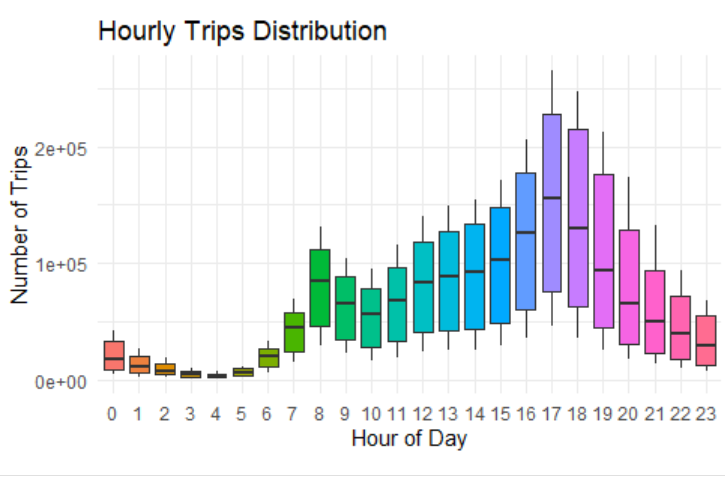 Hourly Trips Distribution
Number of Trips
2e+05
1e+05
0e+00
0 1 2 3 4 5 6 7 8 9 10 11 12 13 14 15 16 17 18 19 20 21 22 23
Hour of Day